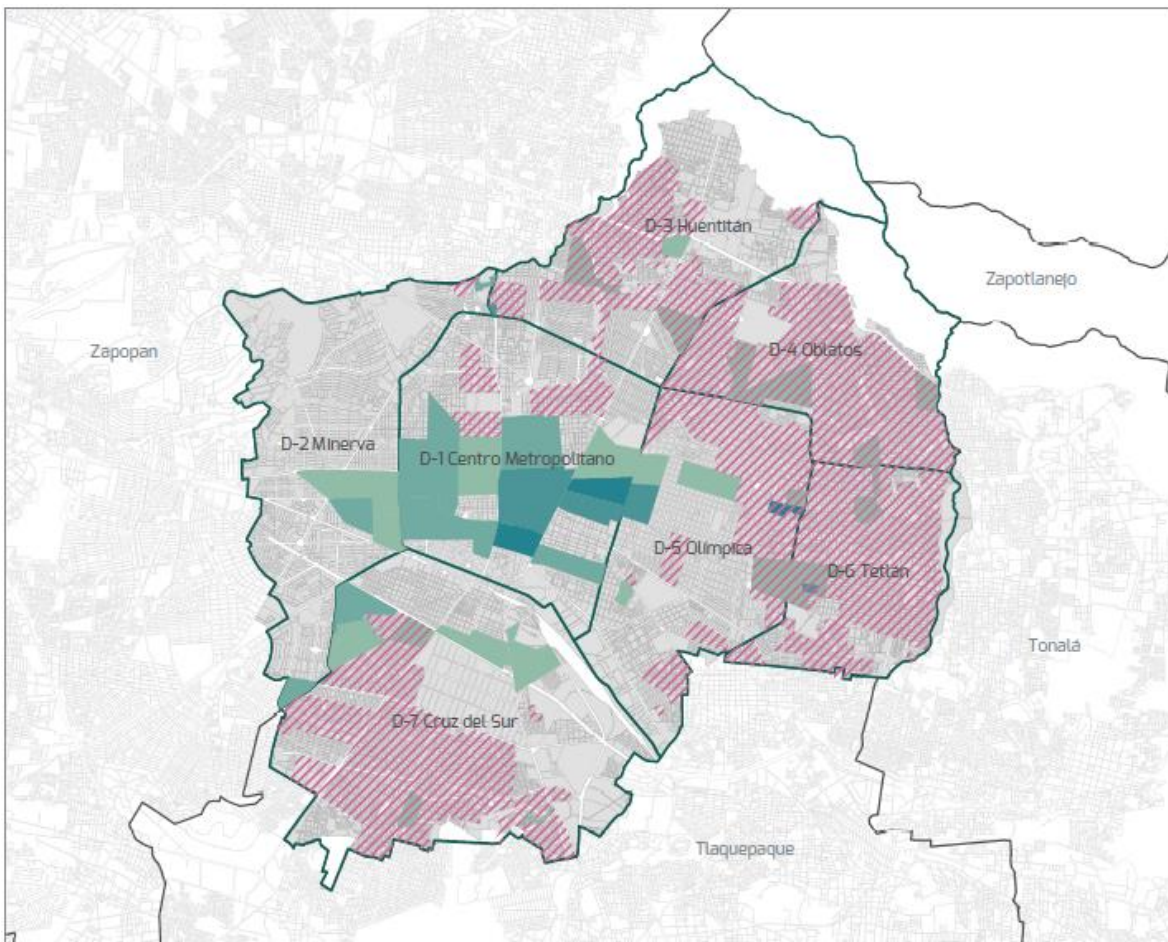 D-3 Huentitán
Zapotlanejo
Zapopan
D-4 Oblatos
D-2 Minerva
D-1 Centro Metropolitano
D-5 Olímpica
D-6 Tetlán
Tonalá
D-7 Cruz del Sur
Tlaquepaque